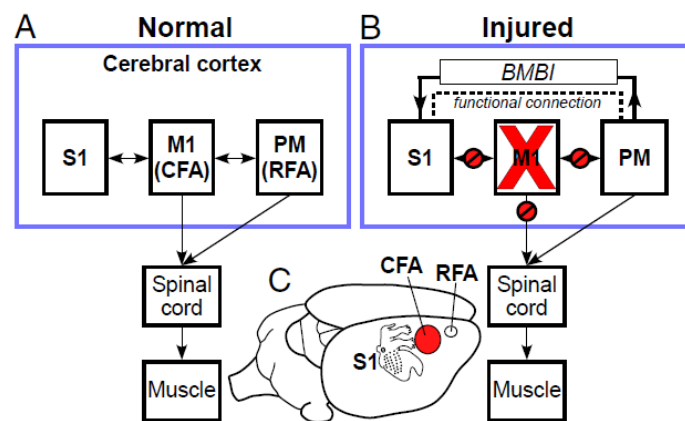 A
Normal
Cerebral cortex
S1
M1
(CFA)
PM
(RFA)
Spinal
cord
Muscle
B
Injured
BMBI
functional connection
S1
M1
PM
Spinal
cord
Muscle
C
CFA
RFA
S1